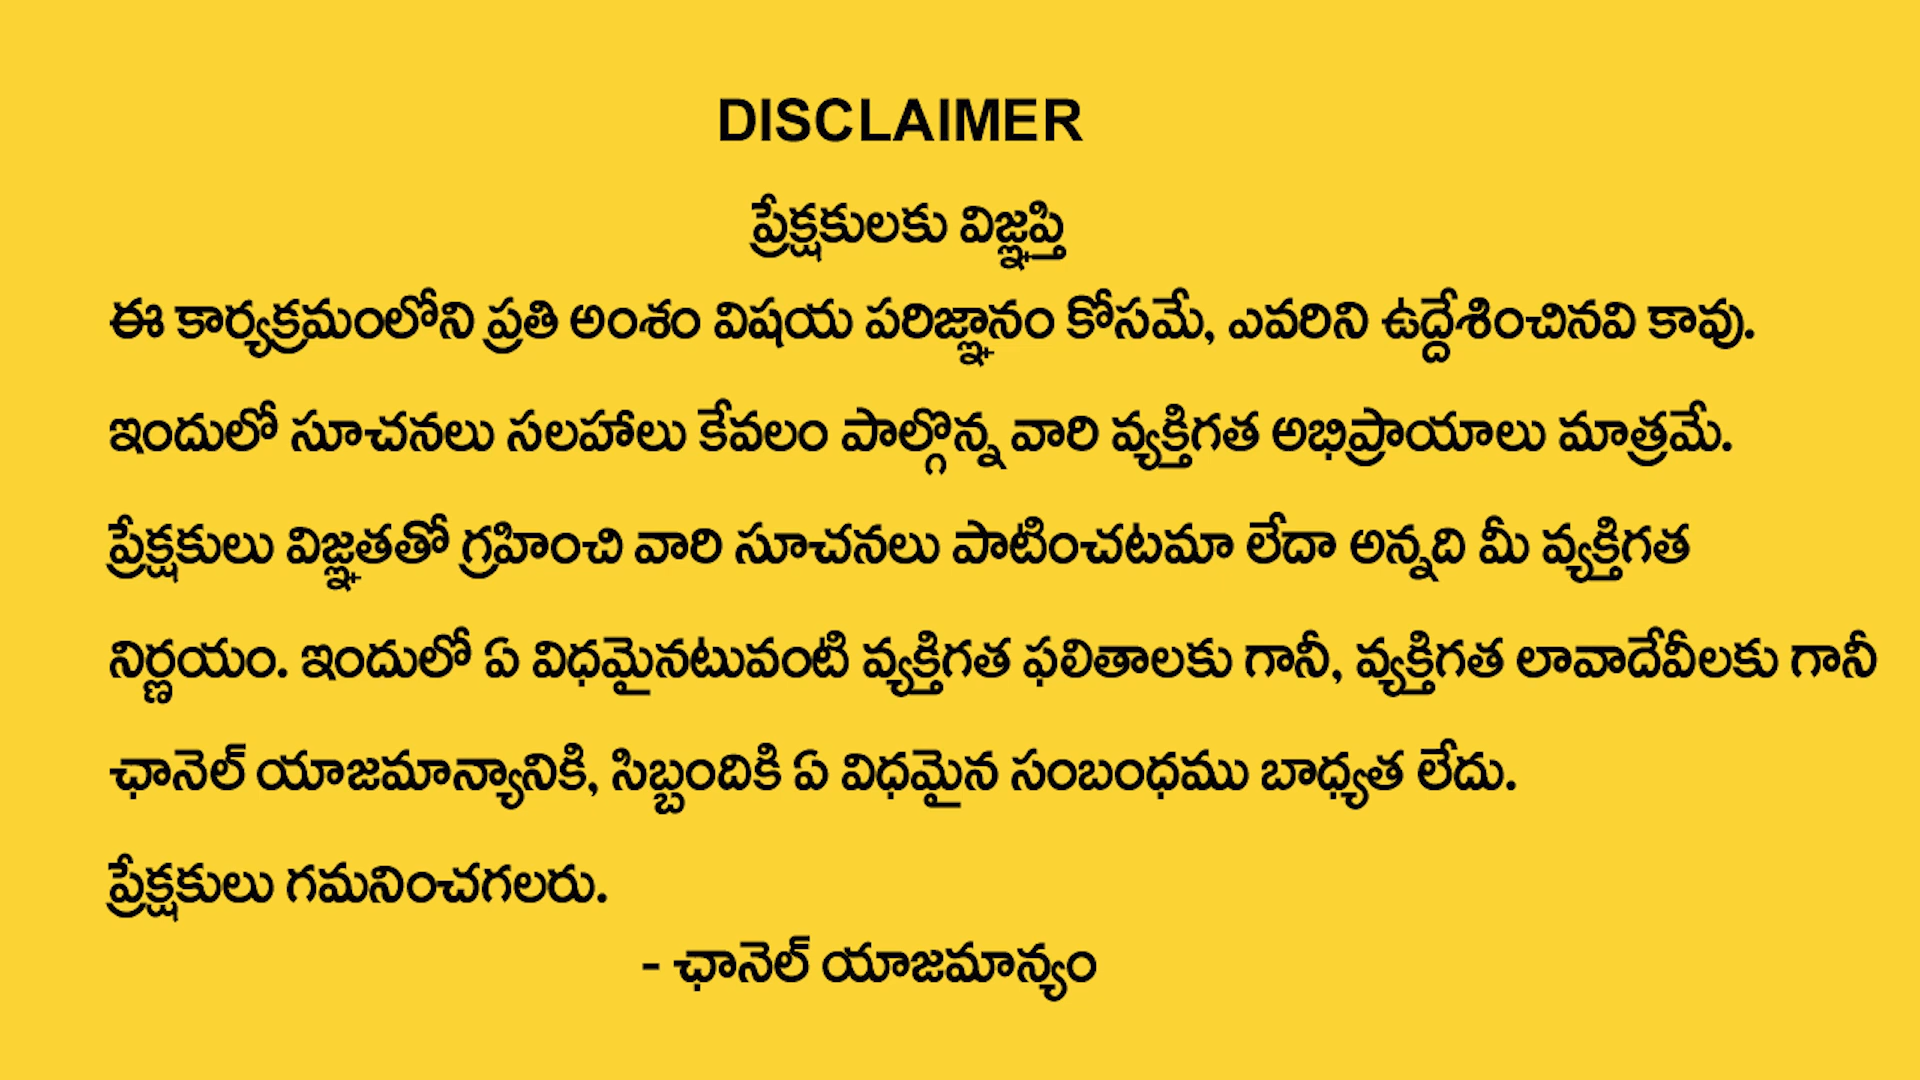 DISCLAIMER
ప్రేక్షకులకు విజ్ఞప్తి
ఈ కార్యక్రమంలోని ప్రతి అంశం విషయ పరిజ్ఞానం కోసమే, ఎవరిని ఉద్దేశించినవి కావు.
ఇందులో సూచనలు సలహాలు కేవలం పాల్గొన్న వారి వ్యక్తిగత అభిప్రాయాలు మాత్రమే.
ప్రేక్షకులు విజ్ఞతతో గ్రహించి వారి సూచనలు పాటించటమా లేదా అన్నది మీ వ్యక్తిగత
నిర్ణయం. ఇందులో ఏ విధమైనటువంటి వ్యక్తిగత ఫలితాలకు గానీ, వ్యక్తిగత లావాదేవీలకు గానీ
ఛానెల్ యాజమాన్యానికి, సిబ్బందికి ఏ విధమైన సంబంధము బాధ్యత లేదు.
ప్రేక్షకులు గమనించగలరు.
- ఛానెల్ యాజమాన్యం